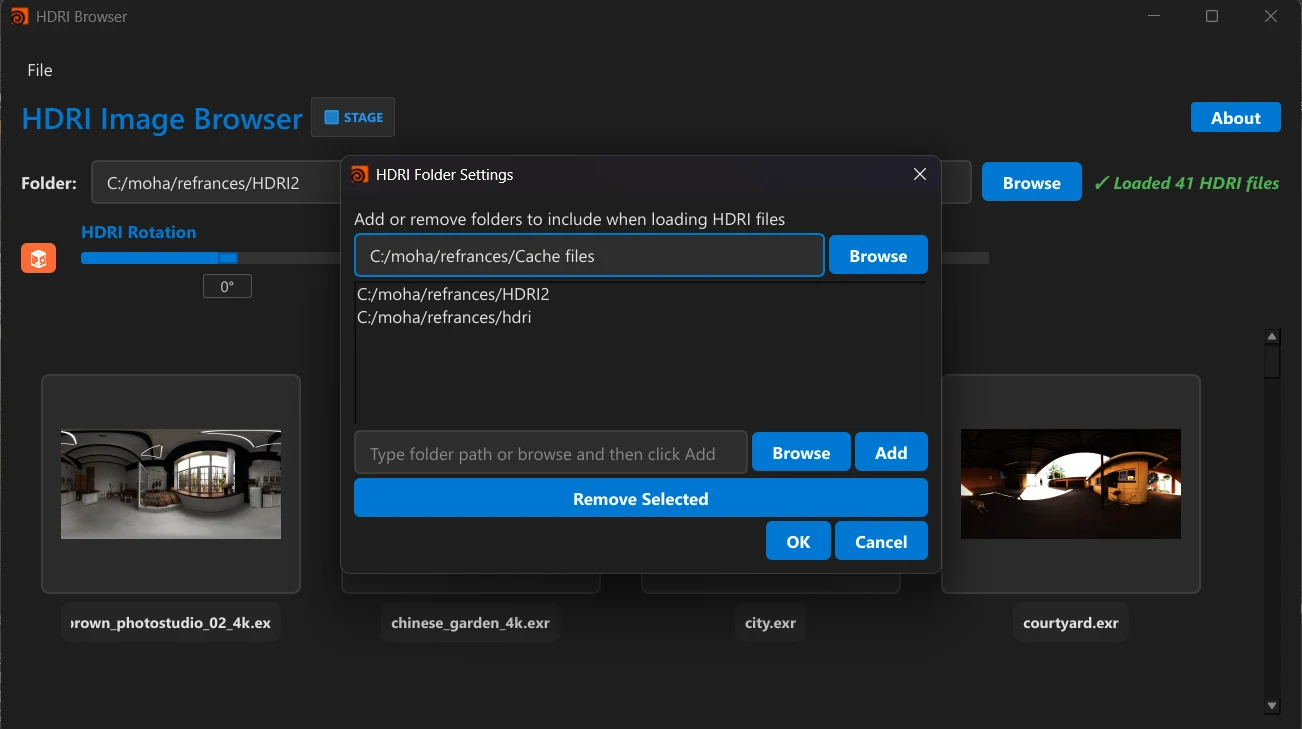 HDRI Browser
File
HDRI Image Browser
STAGE
About
Folder:
C:/moha/refrances/HDRI2
Browse
✓ Loaded 41 HDRI files
HDRI Rotation
0°
HDRI Folder Settings
Add or remove folders to include when loading HDRI files
C:/moha/refrances/Cache files
Browse
C:/moha/refrances/HDRI2
C:/moha/refrances/hdri
Type folder path or browse and then click Add
Browse
Add
Remove Selected
OK
Cancel
brown_photostudio_02_4k.ex
chinese_garden_4k.exr
city.exr
courtyard.exr